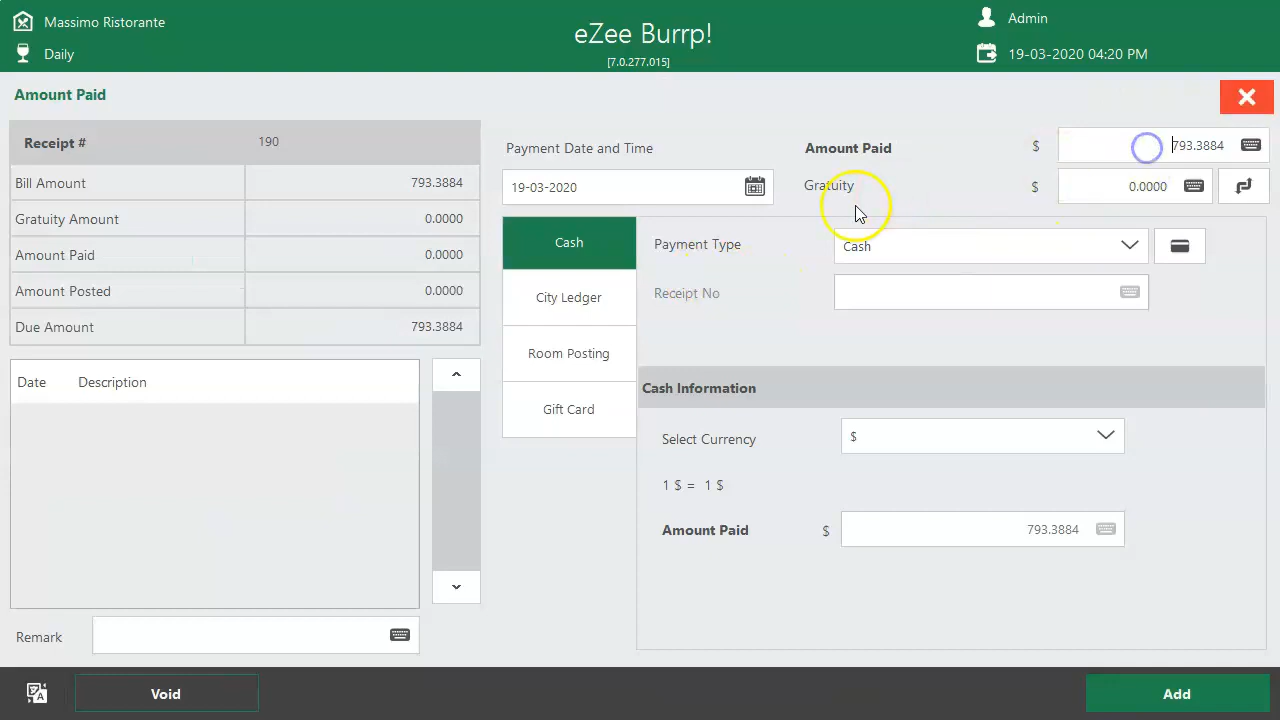 Massimo Ristorante
Daily
eZee Burrp!
[7.0.277.015]
Admin
19-03-2020 04:20 PM
Amount Paid
Receipt # 190
Bill Amount 793.3884
Gratuity Amount 0.0000
Amount Paid 0.0000
Amount Posted 0.0000
Due Amount 793.3884
Date Description
Remark
Payment Date and Time
19-03-2020
Amount Paid $ 793.3884
Gratuity $ 0.0000
Cash
City Ledger
Room Posting
Gift Card
Payment Type Cash
Receipt No
Cash Information
Select Currency $
1 $ = 1 $
Amount Paid $ 793.3884
Void
Add